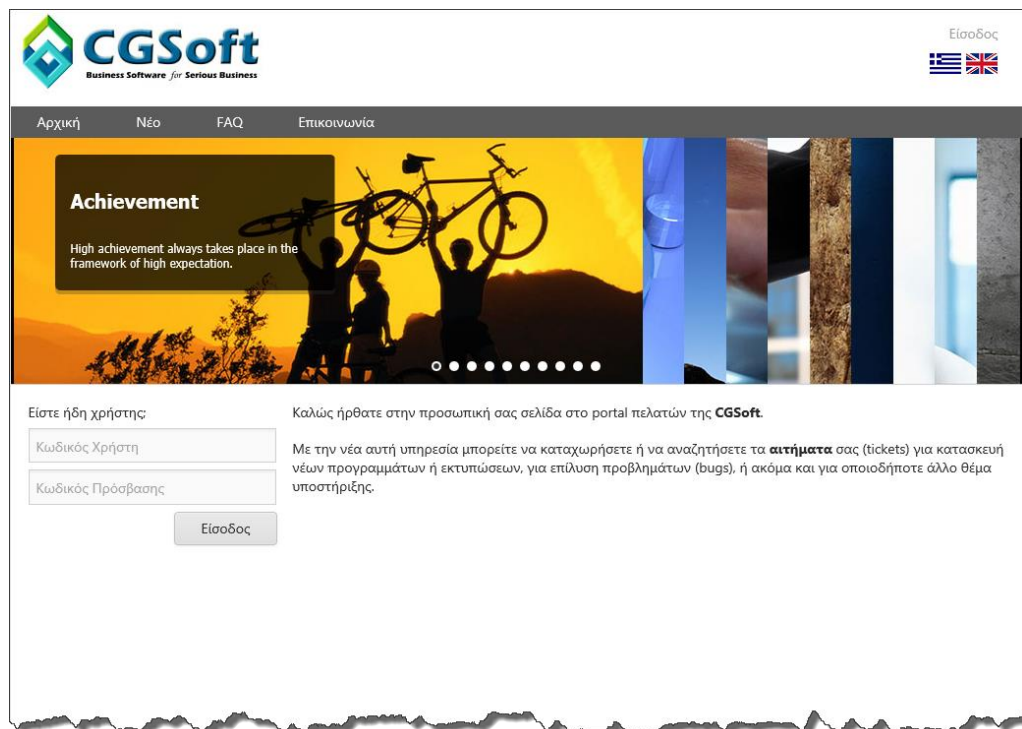 CGSoft
Business Software for Serious Business
Είσοδος
Αρχική Νέο FAQ Επικοινωνία
Achievement
High achievement always takes place in the
framework of high expectation.
Είστε ήδη χρήστης;
Κωδικός Χρήστη
Κωδικός Πρόσβασης
Είσοδος
Καλώς ήρθατε στην προσωπική σας σελίδα στο portal πελατών της CGSoft.
Με την νέα αυτή υπηρεσία μπορείτε να καταχωρήσετε ή να αναζητήσετε τα αιτήματα σας (tickets) για κατασκευή
νέων προγραμμάτων ή εκτυπώσεων, για επίλυση προβλημάτων (bugs), ή ακόμα και για οποιοδήποτε άλλο θέμα
υποστήριξης.